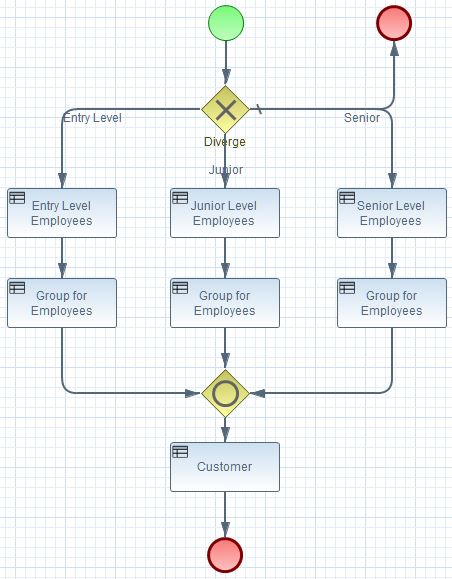 Entry Level
Senior
Diverge
Junior
Entry Level
Employees
Junior Level
Employees
Senior Level
Employees
Group for
Employees
Group for
Employees
Group for
Employees
Customer